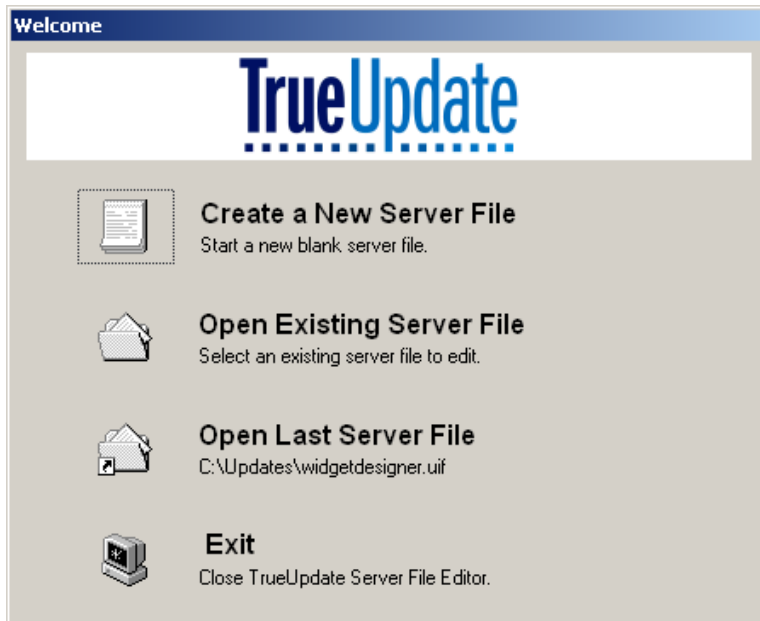 Welcome
TrueUpdate
Create a New Server File
Start a new blank server file.
Open Existing Server File
Select an existing server file to edit.
Open Last Server File
C:\Updates\widgetdesigner.uif
Exit
Close TrueUpdate Server File Editor.